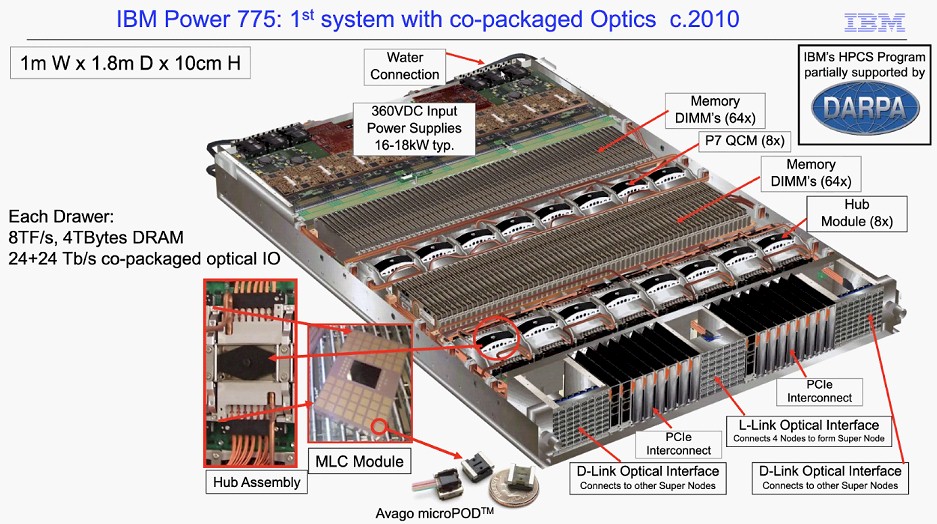 IBM Power 775: 1st system with co-packaged Optics c.2010
IBM
1m W x 1.8m D x 10cm H
Water
Connection
IBM's HPCS Program
partially supported by
DARPA
360VDC Input
Power Supplies
16-18kW typ.
Memory
DIMM's (64x)
P7 QCM (8x)
Memory
DIMM's (64x)
Hub
Module (8x)
Each Drawer:
8TF/s, 4TBytes DRAM
24+24 Tb/s co-packaged optical IO
PCIe
Interconnect
L-Link Optical Interface
Connects 4 Nodes to form Super Node
PCIe
Interconnect
D-Link Optical Interface
Connects to other Super Nodes
D-Link Optical Interface
Connects to other Super Nodes
MLC Module
Hub Assembly
Avago microPOD™